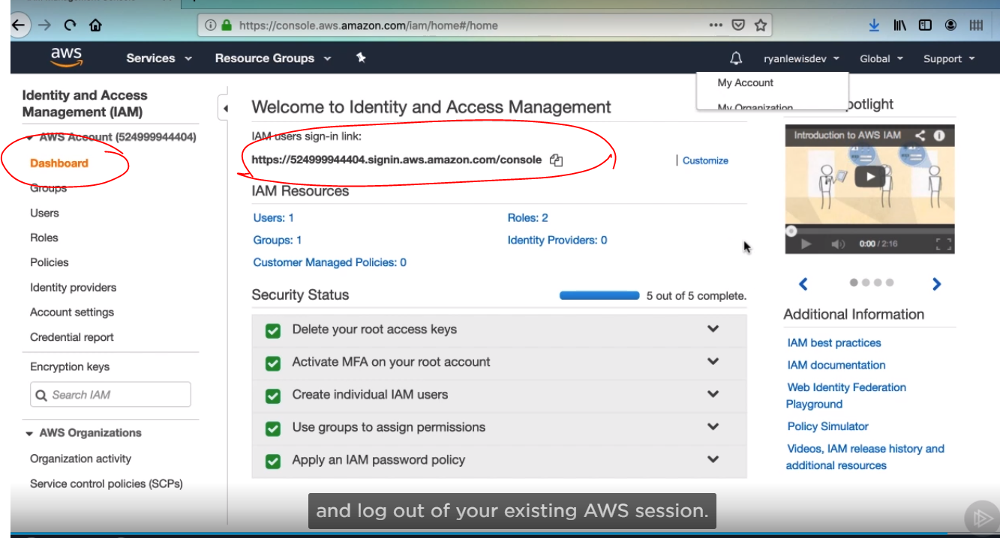 https://console.aws.amazon.com/iam/home#/home
aws
Services
Resource Groups
ryanlewisdev
Global
Support
My Account
My Organization
Identity and Access
Management (IAM)
AWS Account (524999944404)
Dashboard
Groups
Users
Roles
Policies
Identity providers
Account settings
Credential report
Encryption keys
Search IAM
AWS Organizations
Organization activity
Service control policies (SCPs)
Welcome to Identity and Access Management
IAM users sign-in link:
https://524999944404.signin.aws.amazon.com/console
Customize
IAM Resources
Users: 1
Roles: 2
Groups: 1
Identity Providers: 0
Customer Managed Policies: 0
Security Status
5 out of 5 complete.
Delete your root access keys
Activate MFA on your root account
Create individual IAM users
Use groups to assign permissions
Apply an IAM password policy
potlight
Introduction to AWS IAM
0:00 / 2:16
Additional Information
IAM best practices
IAM documentation
Web Identity Federation
Playground
Policy Simulator
Videos, IAM release history and
additional resources
and log out of your existing AWS session.